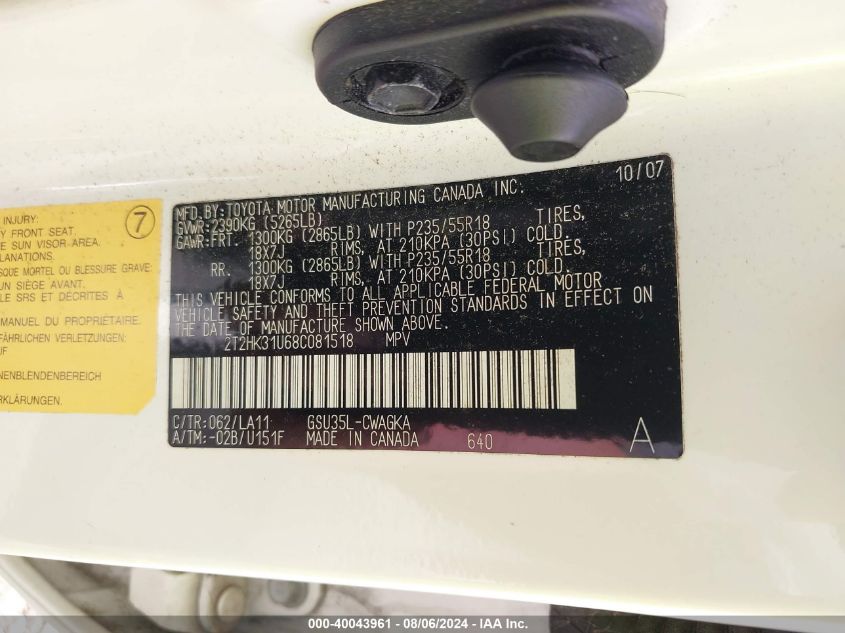 INJURY: 7
Y FRONT SEAT.
E SUN VISOR AREA.
LANATIONS.
SQUE MORTEL OU BLESSURE GRAVE:
UN SIÈGE AVANT.
LE SRS ET DÉCRITES À
MANUEL DU PROPRIÉTAIRE.
FÄHRLICHEN VERLETZUNGEN:
UF
NENBLENDENBEREICH
ERKLÄRUNG.
10/07
MFD.BY:TOYOTA MOTOR MANUFACTURING CANADA INC.
GVWR:2390KG (5265LB)
GAWR:FRT. 1300KG (2865LB) WITH P235/55R18 TIRES,
18X7J RIMS, AT 210KPA (30PSI) COLD.
RR. 1300KG (2865LB) WITH P235/55R18 TIRES,
18X7J RIMS, AT 210KPA (30PSI) COLD.
THIS VEHICLE CONFORMS TO ALL APPLICABLE FEDERAL MOTOR
VEHICLE SAFETY AND THEFT PREVENTION STANDARDS IN EFFECT ON
THE DATE OF MANUFACTURE SHOWN ABOVE.
2T2HK31U68C081518 MPV
C/TR:062/LA11 GSU35L-CWAGKA
A/TM:-02B/U151F MADE IN CANADA 640 A
000-40043961 - 08/06/2024 - IAA Inc.